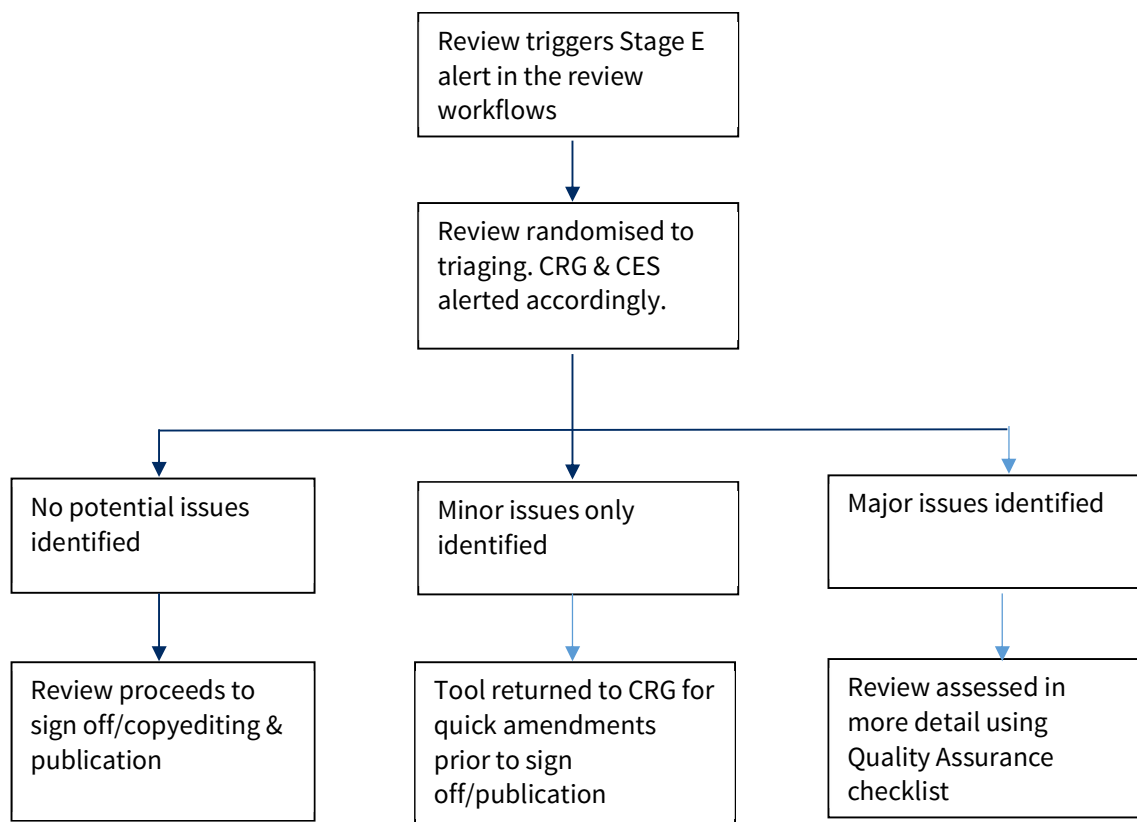 Review triggers Stage E
alert in the review
workflows
Review randomised to
triaging. CRG & CES
alerted accordingly.
No potential issues
identified
Minor issues only
identified
Major issues identified
Review proceeds to
sign off/copyediting &
publication
Tool returned to CRG for
quick amendments
prior to sign
off/publication
Review assessed in
more detail using
Quality Assurance
checklist